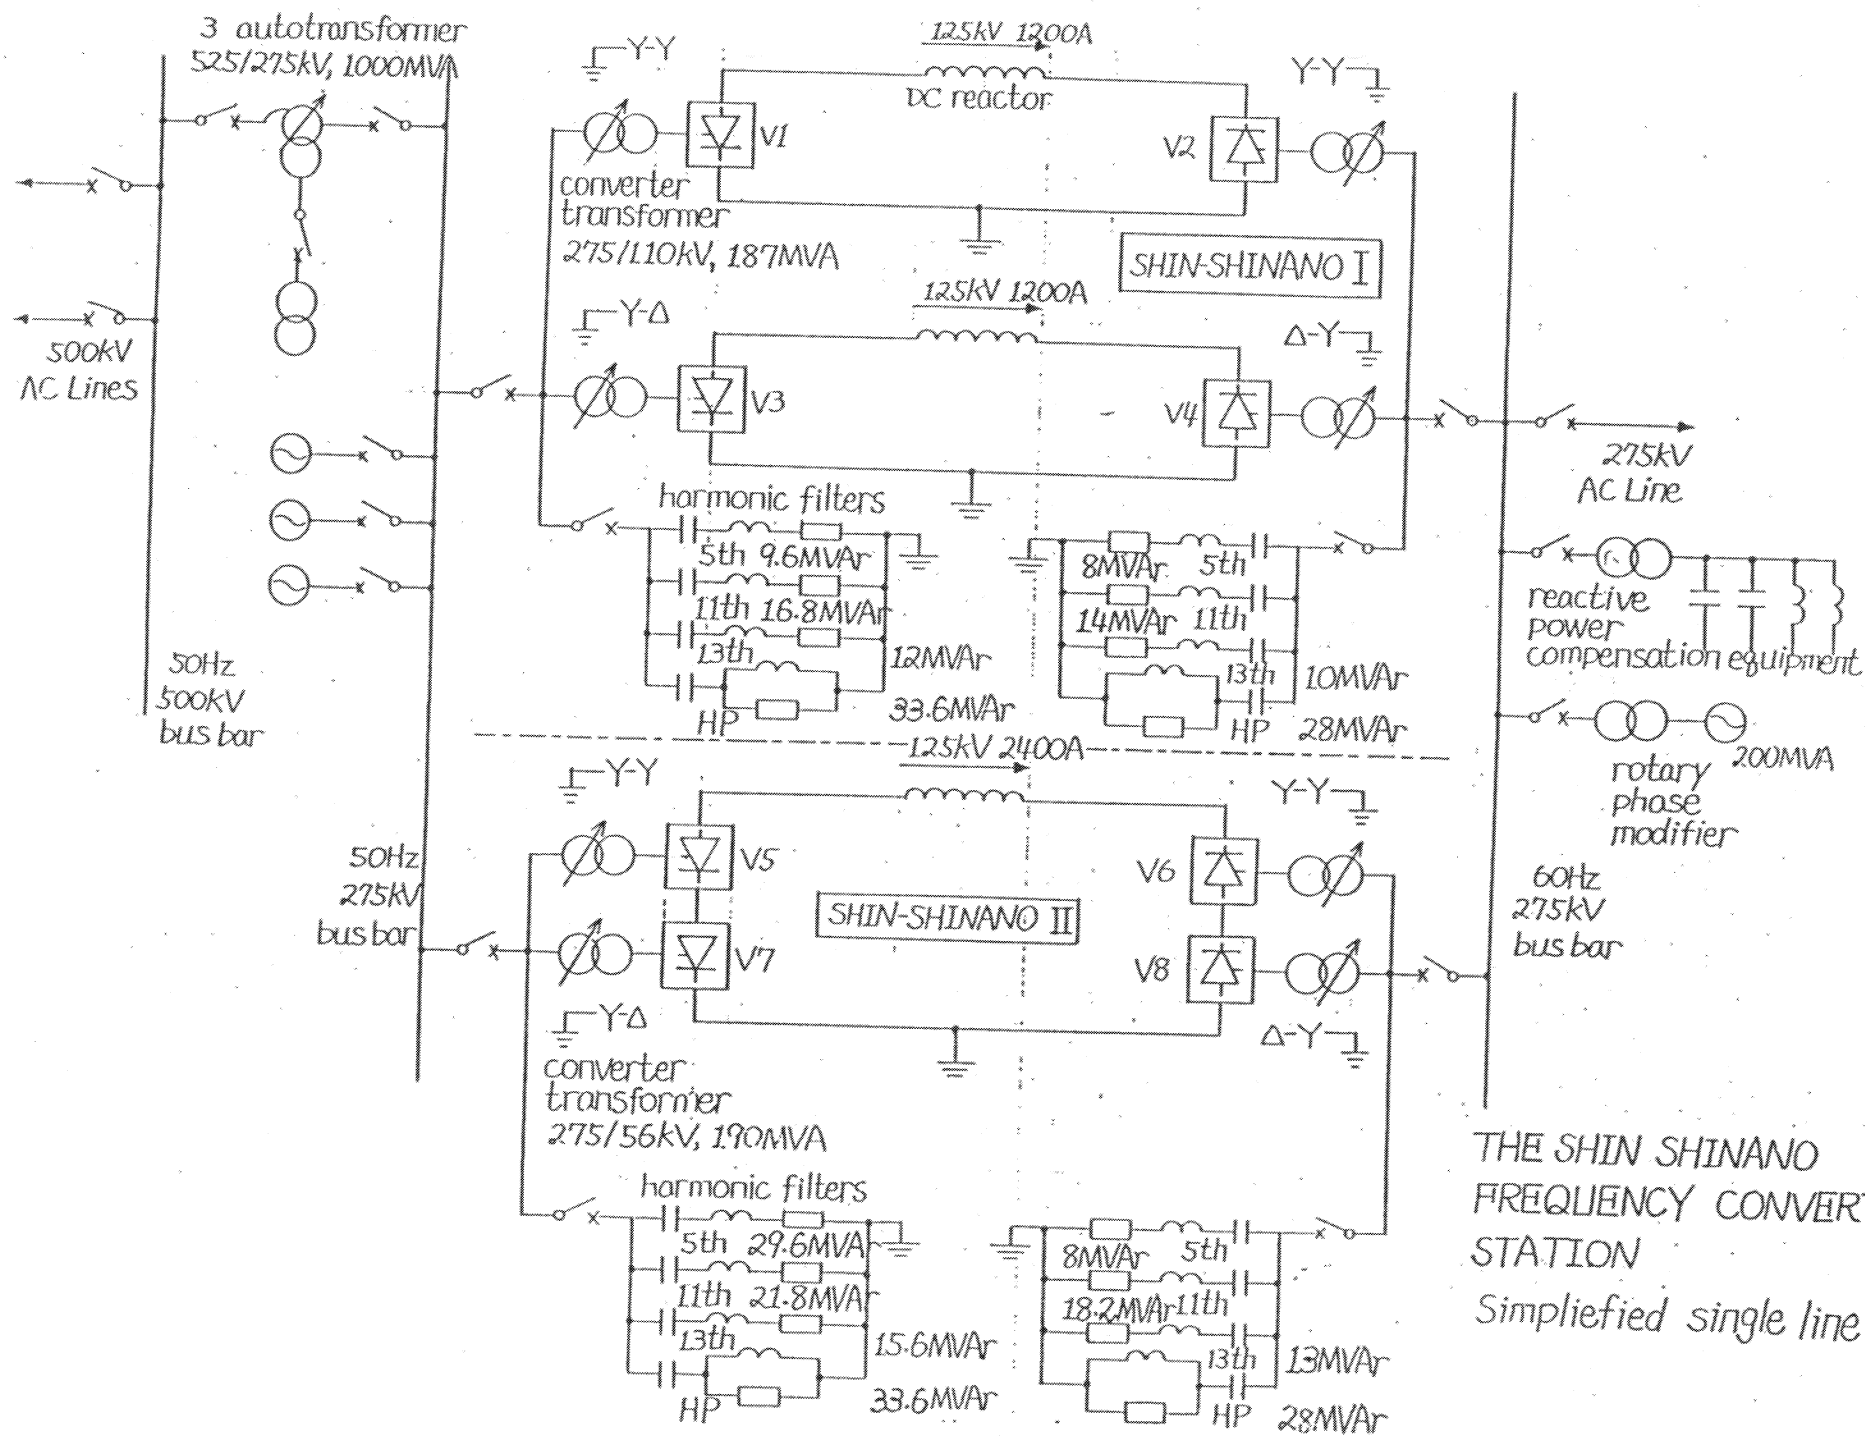 3 autotransformer
525/275kV, 1000MVA
500kV
AC Lines
50Hz
500kV
bus bar
50Hz
275kV
bus bar
Y-Y
125kV 1200A
DC reactor
Y-Y
V1
V2
converter
transformer
275/110kV, 187MVA
SHIN-SHINANO I
125kV 1200A
Y-Δ
Δ-Y
V3
V4
harmonic filters
5th 9.6MVAr
11th 16.8MVAr
13th
12MVAr
HP
33.6MVAr
8MVAr 5th
14MVAr 11th
13th
10MVAr
HP
28MVAr
275kV
AC Line
reactive
power
compensation equipment
200MVA
rotary
phase
modifier
60Hz
275kV
bus bar
125kV 2400A
Y-Y
Y-Y
V5
V6
SHIN-SHINANO II
V7
V8
Y-Δ
Δ-Y
converter
transformer
275/56kV, 190MVA
harmonic filters
5th 29.6MVAr
11th 21.8MVAr
13th
15.6MVAr
HP
33.6MVAr
8MVAr 5th
18.2MVAr 11th
13th
13MVAr
HP
28MVAr
THE SHIN SHINANO
FREQUENCY CONVERT
STATION
Simpliefied single line